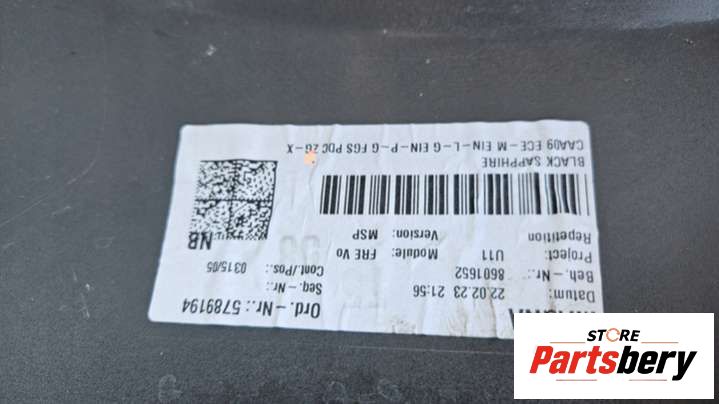 Ord.-Nr.: 5789194
Datum: 22.02.23 21:56 Seq-Nr.:
Beh.-Nr.: 8601652 Cont./Pos.: 0315/05
Project: U11 Module: FRE Vo
Repetition Version: MSP
NB
BLACK SAPPHIRE
CAA09 ECE-M EIN-L-G EIN-P-G FGS PDC ZG-X
STORE
Partsbery